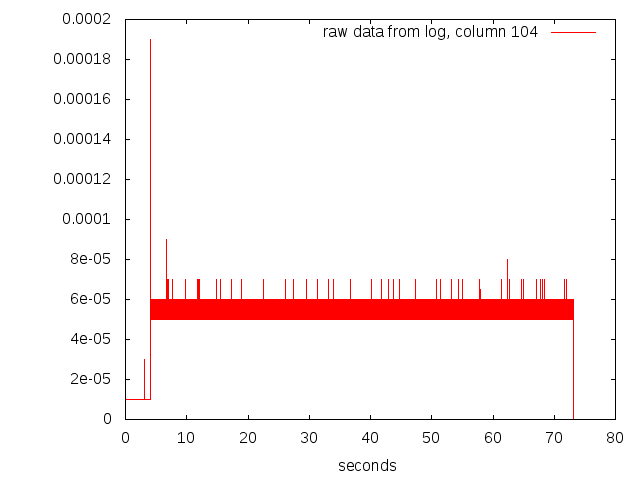 raw data from log, column 104
0.0002
0.00018
0.00016
0.00014
0.00012
0.0001
8e-05
6e-05
4e-05
2e-05
0
0 10 20 30 40 50 60 70 80
seconds